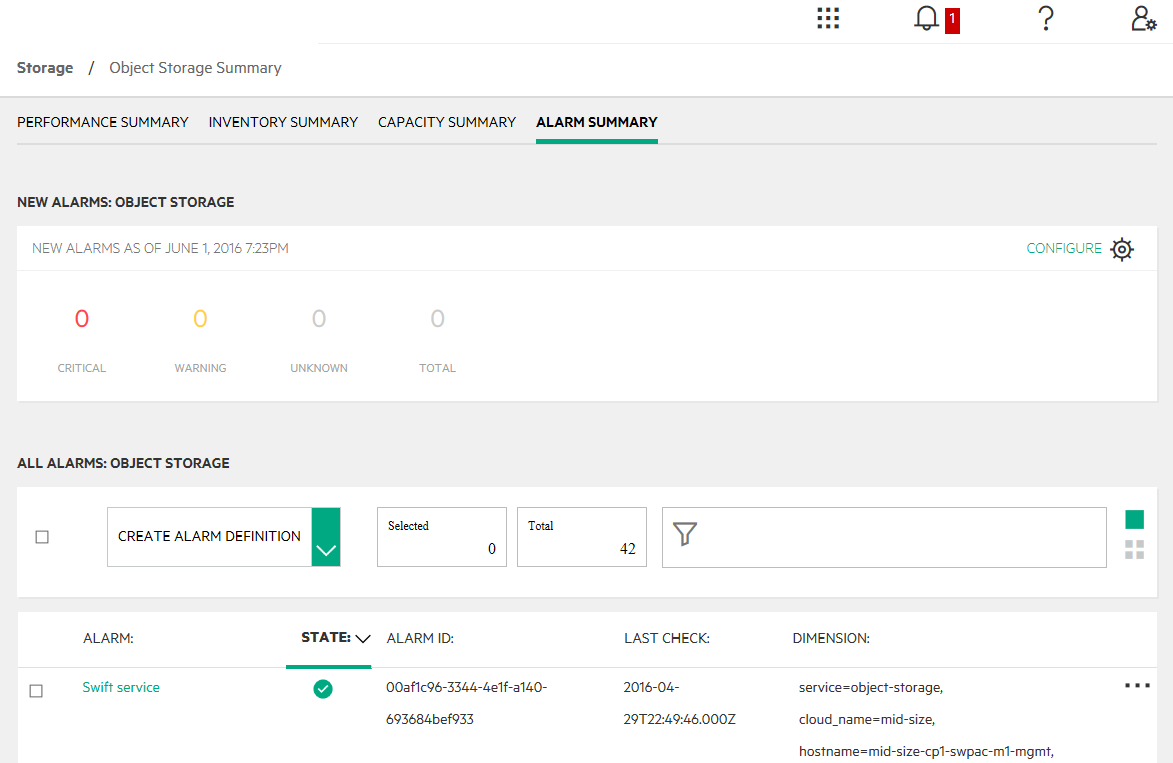 1
Storage / Object Storage Summary
PERFORMANCE SUMMARY INVENTORY SUMMARY CAPACITY SUMMARY ALARM SUMMARY
NEW ALARMS: OBJECT STORAGE
NEW ALARMS AS OF JUNE 1, 2016 7:23PM CONFIGURE
0 0 0 0
CRITICAL WARNING UNKNOWN TOTAL
ALL ALARMS: OBJECT STORAGE
CREATE ALARM DEFINITION Selected 0 Total 42
ALARM: STATE: ALARM ID: LAST CHECK: DIMENSION:
Swift service 00af1c96-3344-4e1f-a140- 2016-04- service=object-storage,
693684bef933 29T22:49:46.000Z cloud_name=mid-size,
hostname=mid-size-cp1-swpac-m1-mgmt,